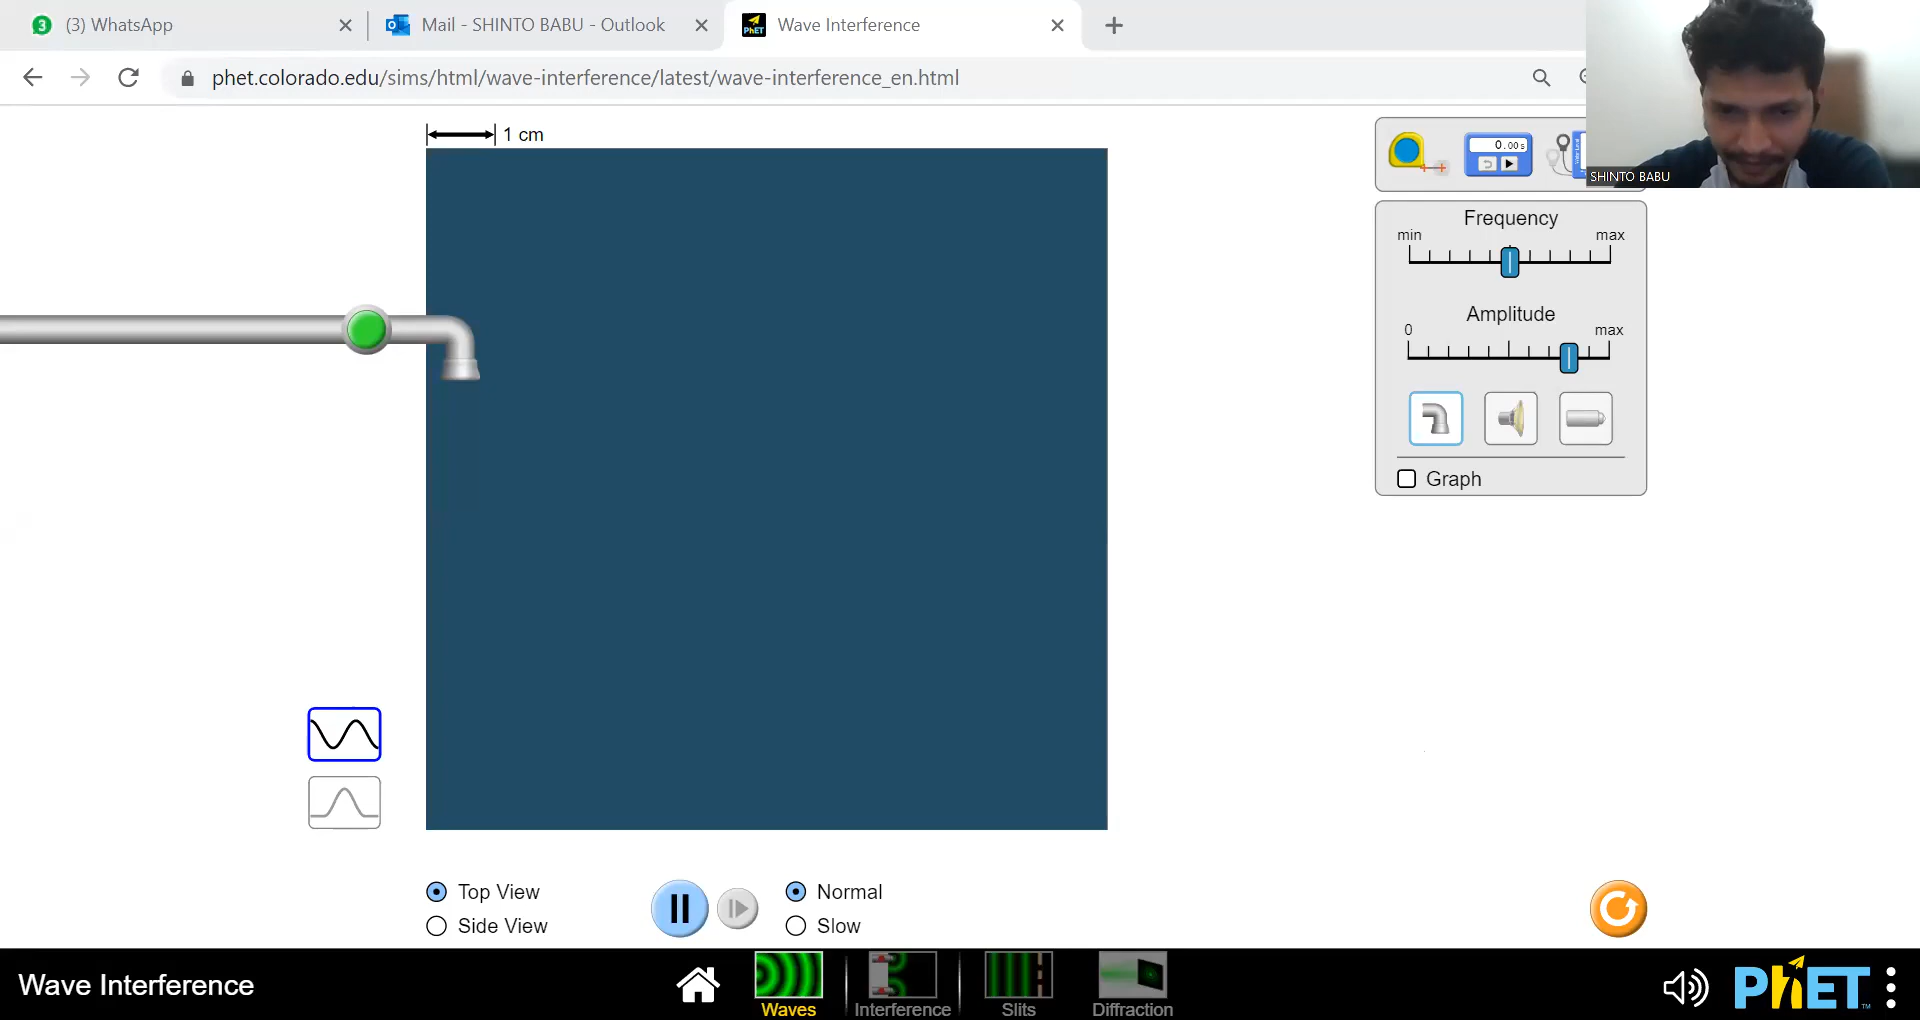 3 (3) WhatsApp
Mail - SHINTO BABU - Outlook
PhET Wave Interference
phet.colorado.edu/sims/html/wave-interference/latest/wave-interference_en.html
SHINTO BABU
1 cm
0.00 s
Frequency
min max
Amplitude
0 max
Graph
Top View
Side View
Normal
Slow
Wave Interference
Waves
Interference
Slits
Diffraction
PhET